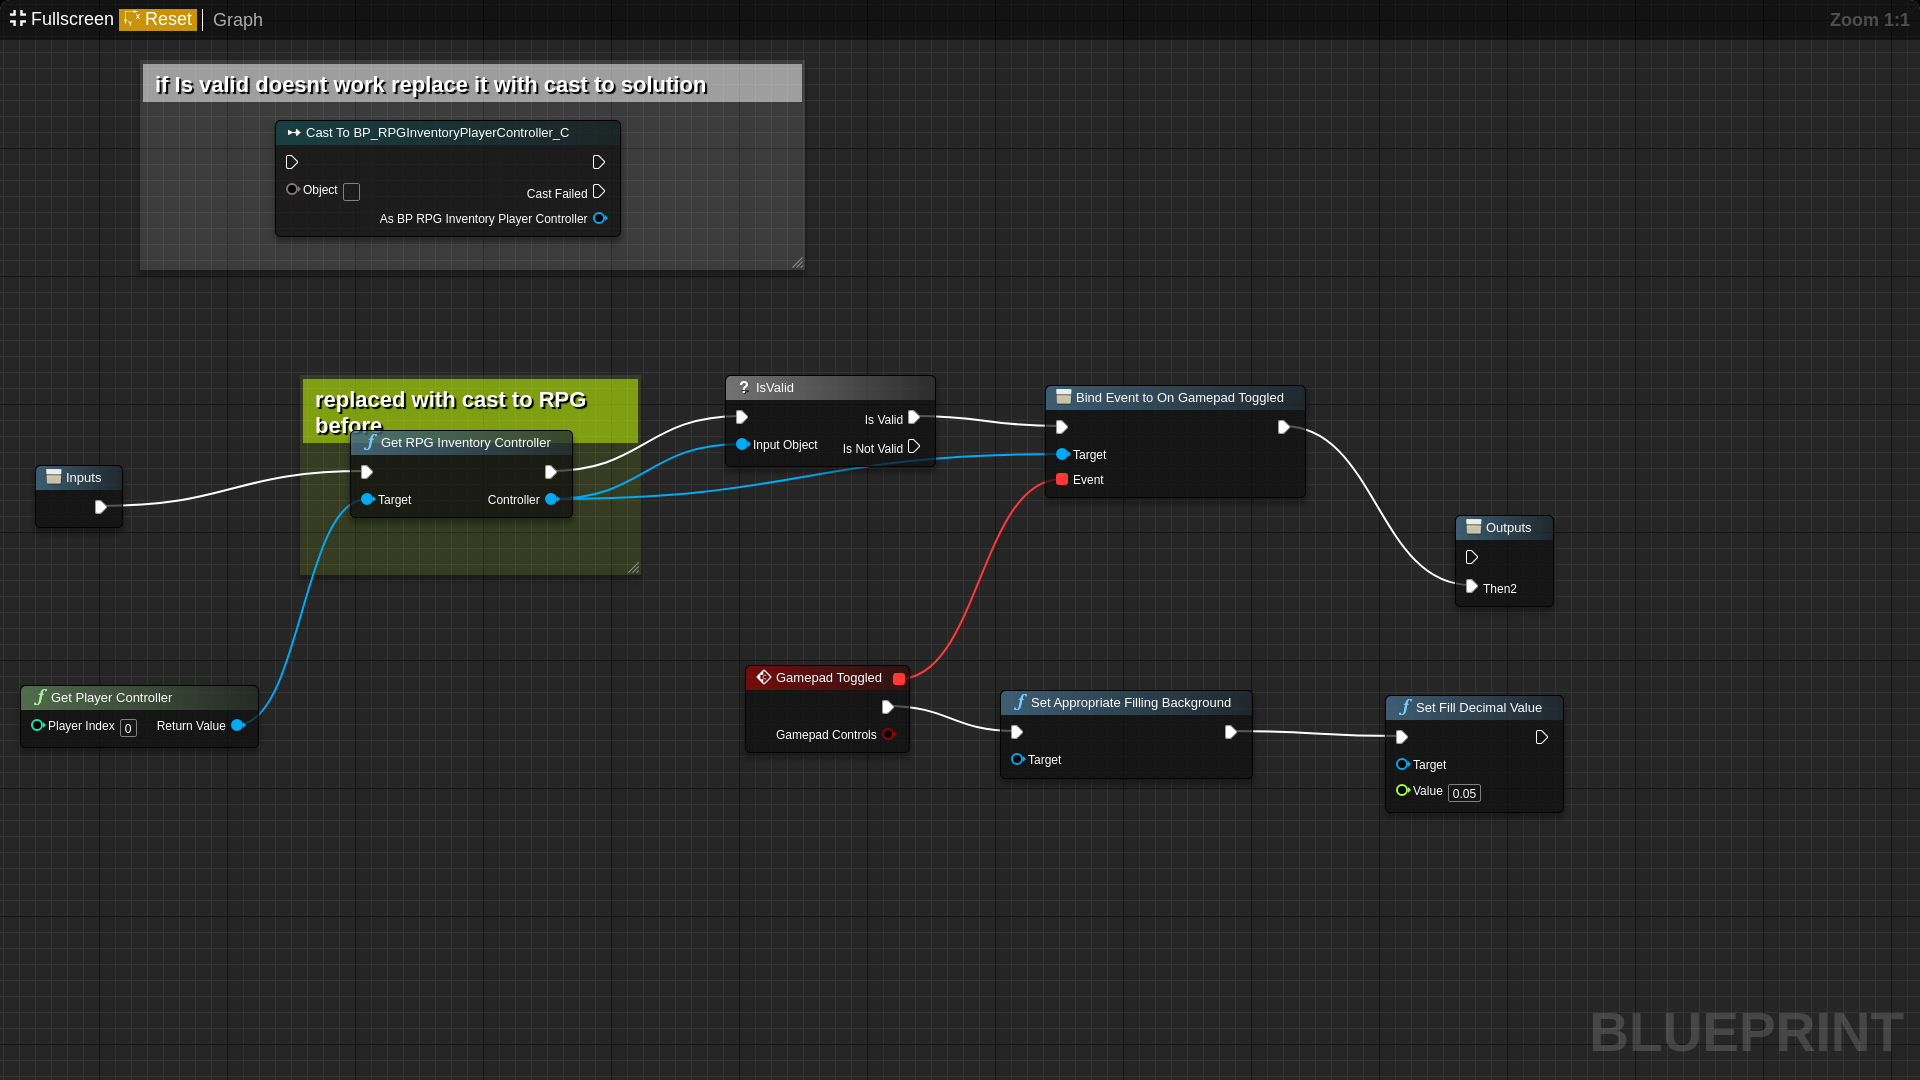 Fullscreen Reset Graph Zoom 1:1
if Is valid doesnt work replace it with cast to solution
Cast To BP_RPGInventoryPlayerController_C
Object
Cast Failed
As BP RPG Inventory Player Controller
replaced with cast to RPG
before
Get RPG Inventory Controller
Target Controller
? IsValid
Is Valid
Input Object Is Not Valid
Bind Event to On Gamepad Toggled
Target
Event
Inputs
Outputs
Then2
Get Player Controller
Player Index 0 Return Value
Gamepad Toggled
Gamepad Controls
Set Appropriate Filling Background
Target
Set Fill Decimal Value
Target
Value 0.05
BLUEPRINT